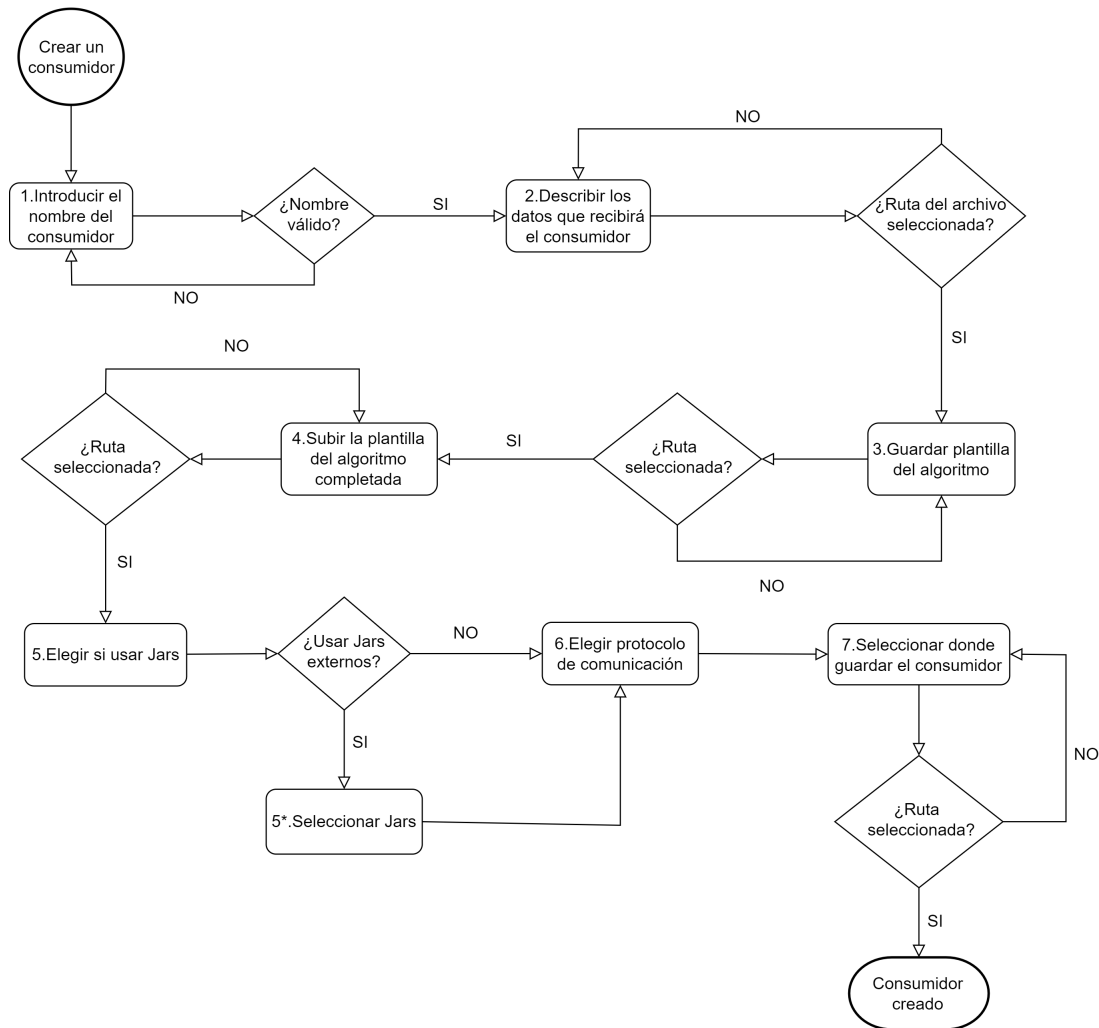 Crear un
consumidor
1.Introducir el
nombre del
consumidor
¿Nombre
válido?
NO
SI
2.Describir los
datos que recibirá
el consumidor
NO
¿Ruta del archivo
seleccionada?
SI
3.Guardar plantilla
del algoritmo
¿Ruta
seleccionada?
NO
SI
4.Subir la plantilla
del algoritmo
completada
NO
¿Ruta
seleccionada?
SI
5.Elegir si usar Jars
¿Usar Jars
externos?
NO
SI
5*.Seleccionar Jars
6.Elegir protocolo
de comunicación
7.Seleccionar donde
guardar el consumidor
NO
¿Ruta
seleccionada?
SI
Consumidor
creado